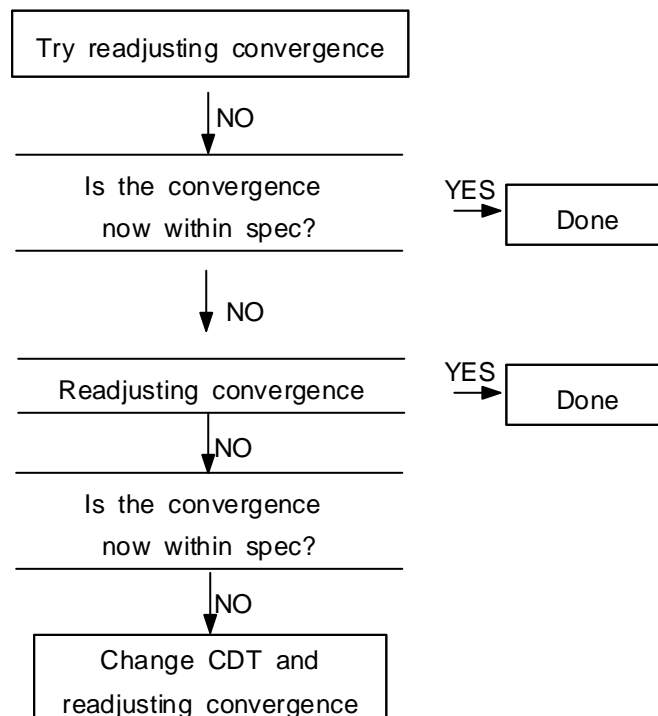 Try readjusting convergence
NO
Is the convergence
now within spec?
YES
Done
NO
Readjusting convergence
YES
Done
NO
Is the convergence
now within spec?
NO
Change CDT and
readjusting convergence